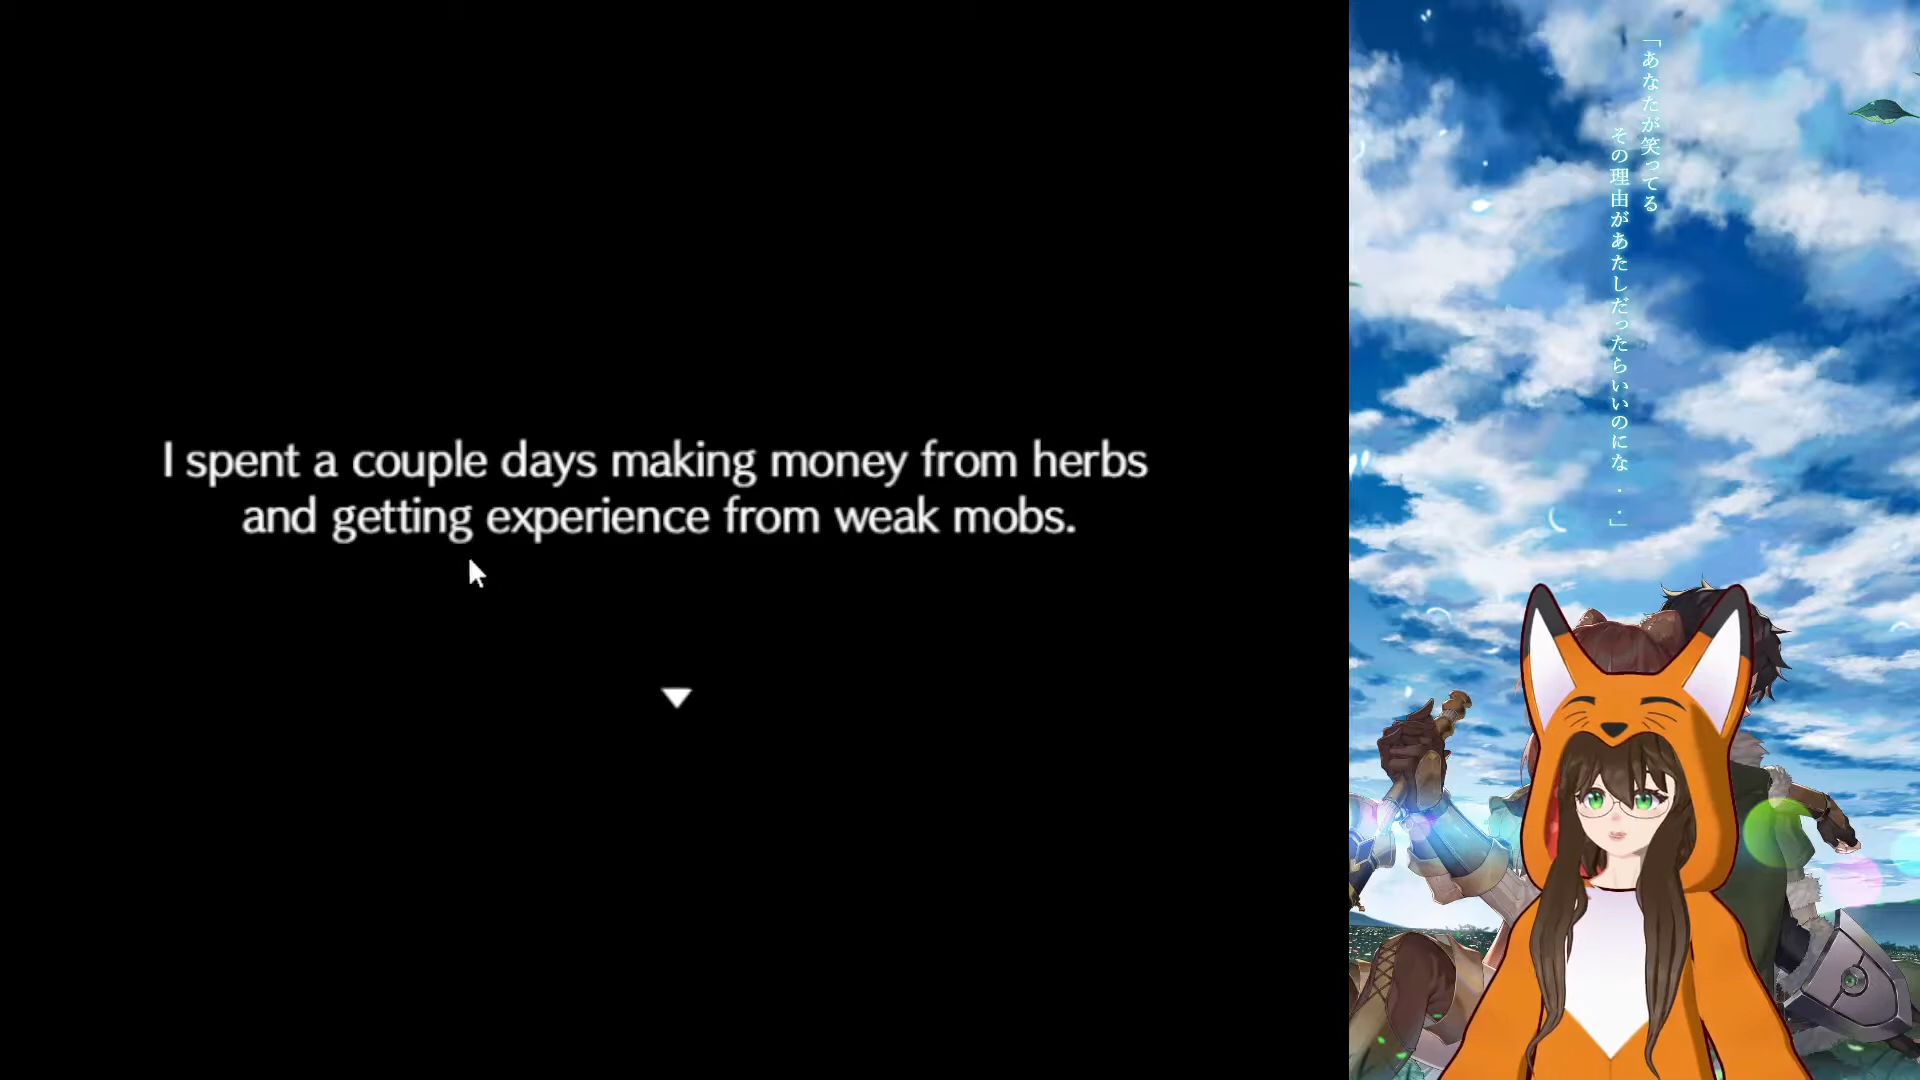 I spent a couple days making money from herbs
and getting experience from weak mobs.
「あなたが笑ってる
その理由があたしだったらいいのにな..」